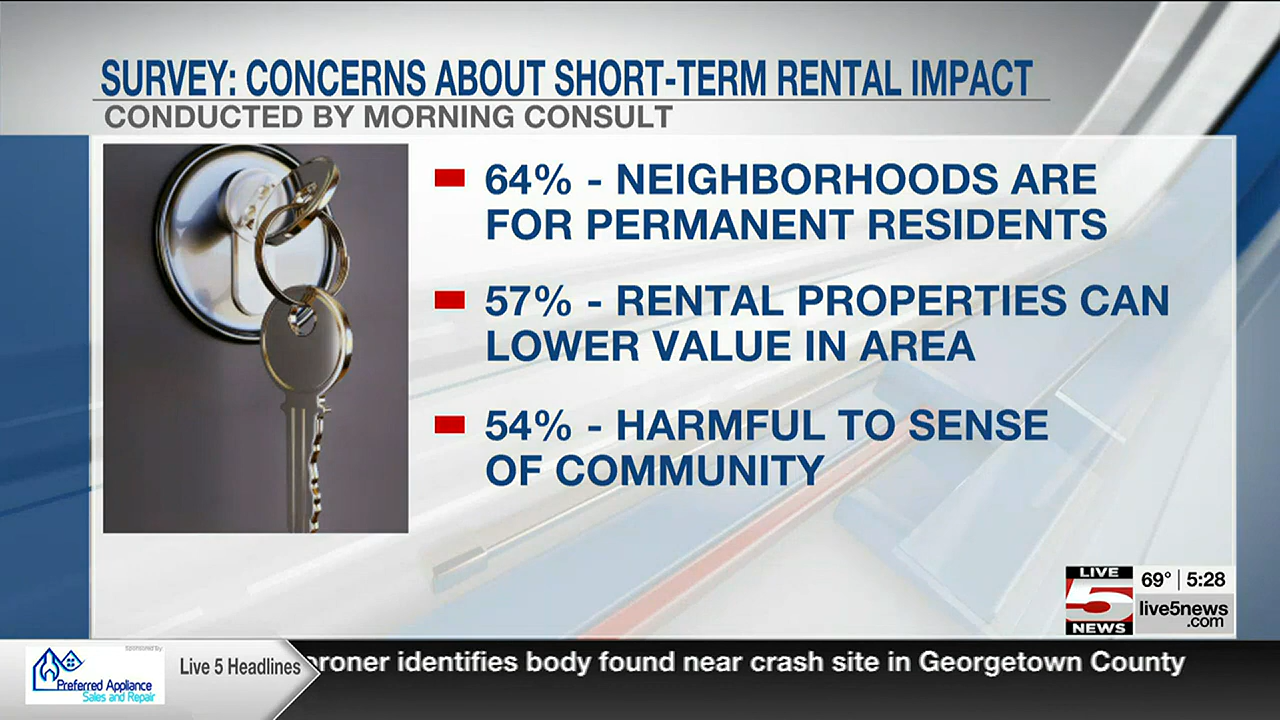 SURVEY: CONCERNS ABOUT SHORT-TERM RENTAL IMPACT
CONDUCTED BY MORNING CONSULT
64% - NEIGHBORHOODS ARE
FOR PERMANENT RESIDENTS
57% - RENTAL PROPERTIES CAN
LOWER VALUE IN AREA
54% - HARMFUL TO SENSE
OF COMMUNITY
LIVE
5
NEWS
69° | 5:28
live5news
.com
Sponsored by
Preferred Appliance
Sales and Repair
Live 5 Headlines
oroner identifies body found near crash site in Georgetown County